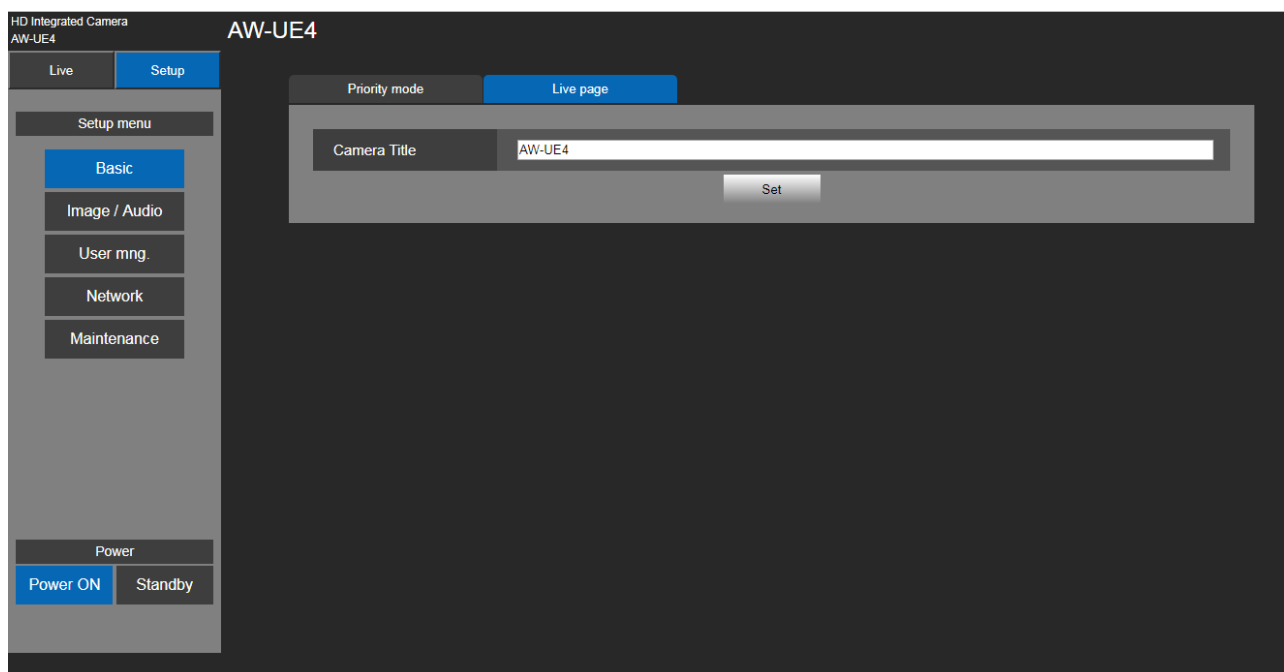 HD Integrated Camera
AW-UE4
AW-UE4
Live
Setup
Priority mode
Live page
Setup menu
Camera Title
AW-UE4
Set
Basic
Image / Audio
User mng.
Network
Maintenance
Power
Power ON
Standby